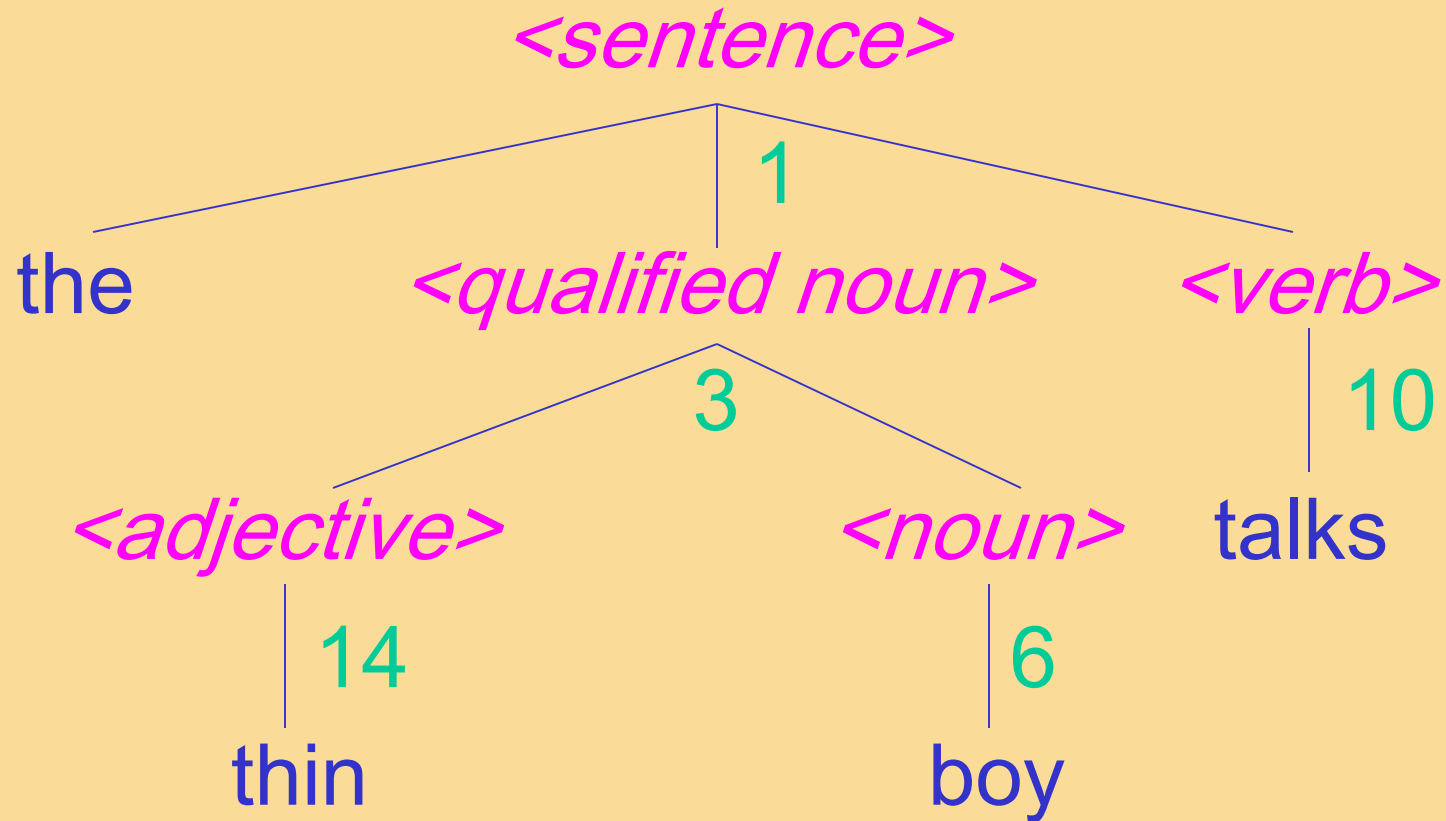 <sentence>
1
the <qualified noun> <verb>
3 10
<adjective> <noun> talks
14 6
thin boy